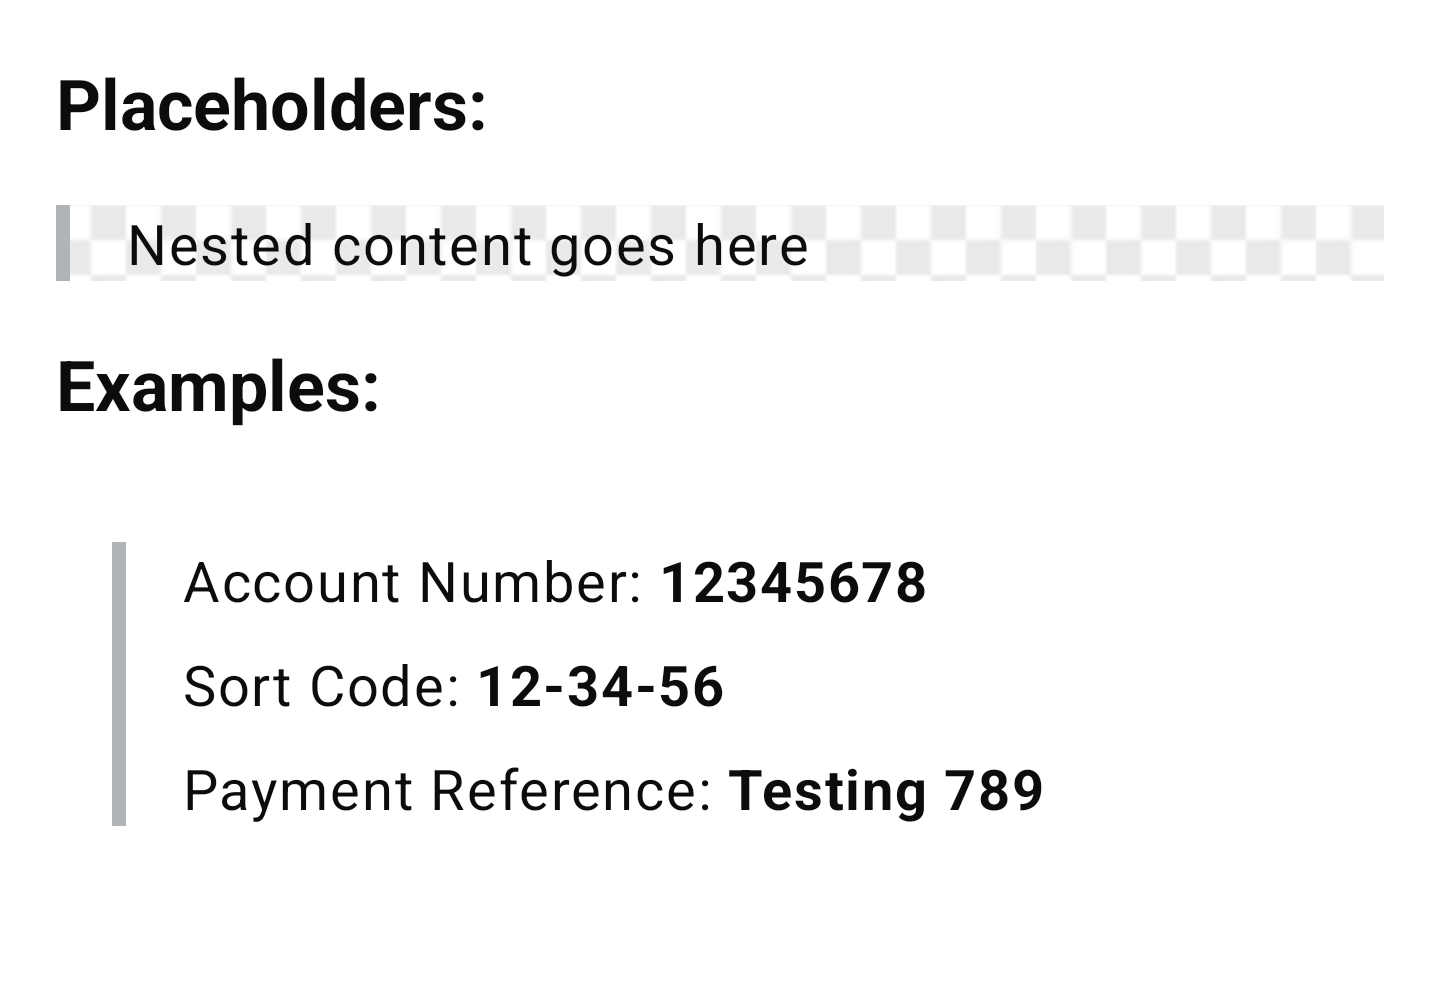 Placeholders:
Nested content goes here
Examples:
Account Number: 12345678
Sort Code: 12-34-56
Payment Reference: Testing 789